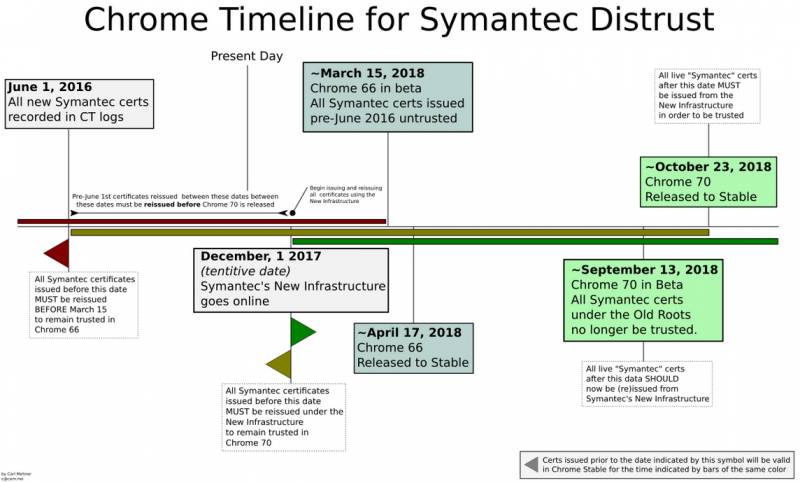 Chrome Timeline for Symantec Distrust
Present Day
June 1, 2016
All new Symantec certs
recorded in CT logs
~March 15, 2018
Chrome 66 in beta
All Symantec certs issued
pre-June 2016 untrusted
All live "Symantec" certs
after this date MUST
be issued from the
New Infrastructure
in order to be trusted
~October 23, 2018
Chrome 70
Released to Stable
Pre-June 1st certificates reissued between these dates between
these dates must be reissued before Chrome 70 is released
Begin issuing and reissuing
all certificates using the
New Infrastructure
All Symantec certificates
issued before this date
MUST be reissued
BEFORE March 15
to remain trusted in
Chrome 66
December, 1 2017
(tentitive date)
Symantec's New Infrastructure
goes online
~April 17, 2018
Chrome 66
Released to Stable
~September 13, 2018
Chrome 70 in Beta
All Symantec certs
under the Old Roots
no longer be trusted.
All Symantec certificates
issued before this date
MUST be reissued under the
New Infrastructure
to remain trusted in
Chrome 70
All live "Symantec" certs
after this data SHOULD
now be (re)issued from
Symantec's New Infrastructure
Certs issued prior to the date indicated by this symbol will be valid
in Chrome Stable for the time indicated by bars of the same color
by Carl Mehner
c@cem.me